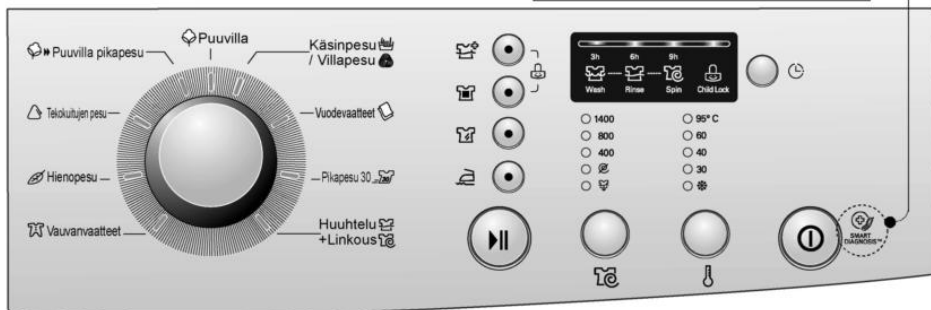 Puuvilla
Puuvilla pikapesu
Käsinpesu
/ Villapesu
Tekokuitujen pesu
Vuodevaatteet
Hienopesu
Pikapesu 30
30
Vauvanvaatteet
Huuhtelu
+Linkous
3h 6h 9h
Wash Rinse Spin Child Lock
1400
800
400
95° C
60
40
30
SMART
DIAGNOSIS™